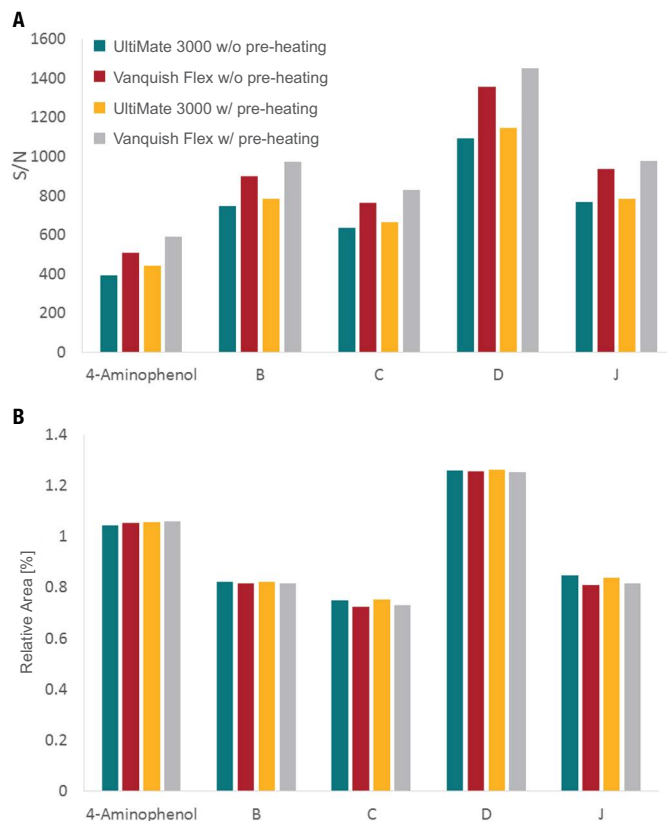 A
1600
1400
1200
1000
800
600
400
200
0
S/N
UltiMate 3000 w/o pre-heating
Vanquish Flex w/o pre-heating
UltiMate 3000 w/ pre-heating
Vanquish Flex w/ pre-heating
4-Aminophenol B C D J
B
1.4
1.2
1
0.8
0.6
0.4
0.2
0
Relative Area [%]
4-Aminophenol B C D J